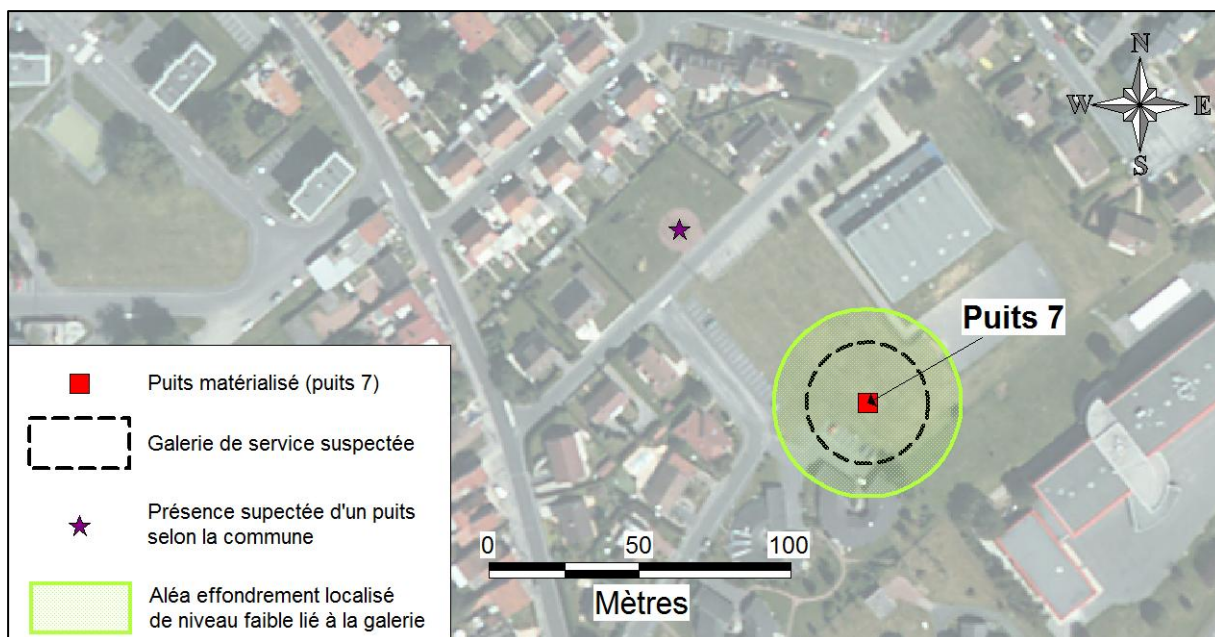 N
W E
S
Puits 7
Puits matérialisé (puits 7)
Galerie de service suspectée
Présence supectée d'un puits
selon la commune
Aléa effondrement localisé
de niveau faible lié à la galerie
0 50 100
Mètres